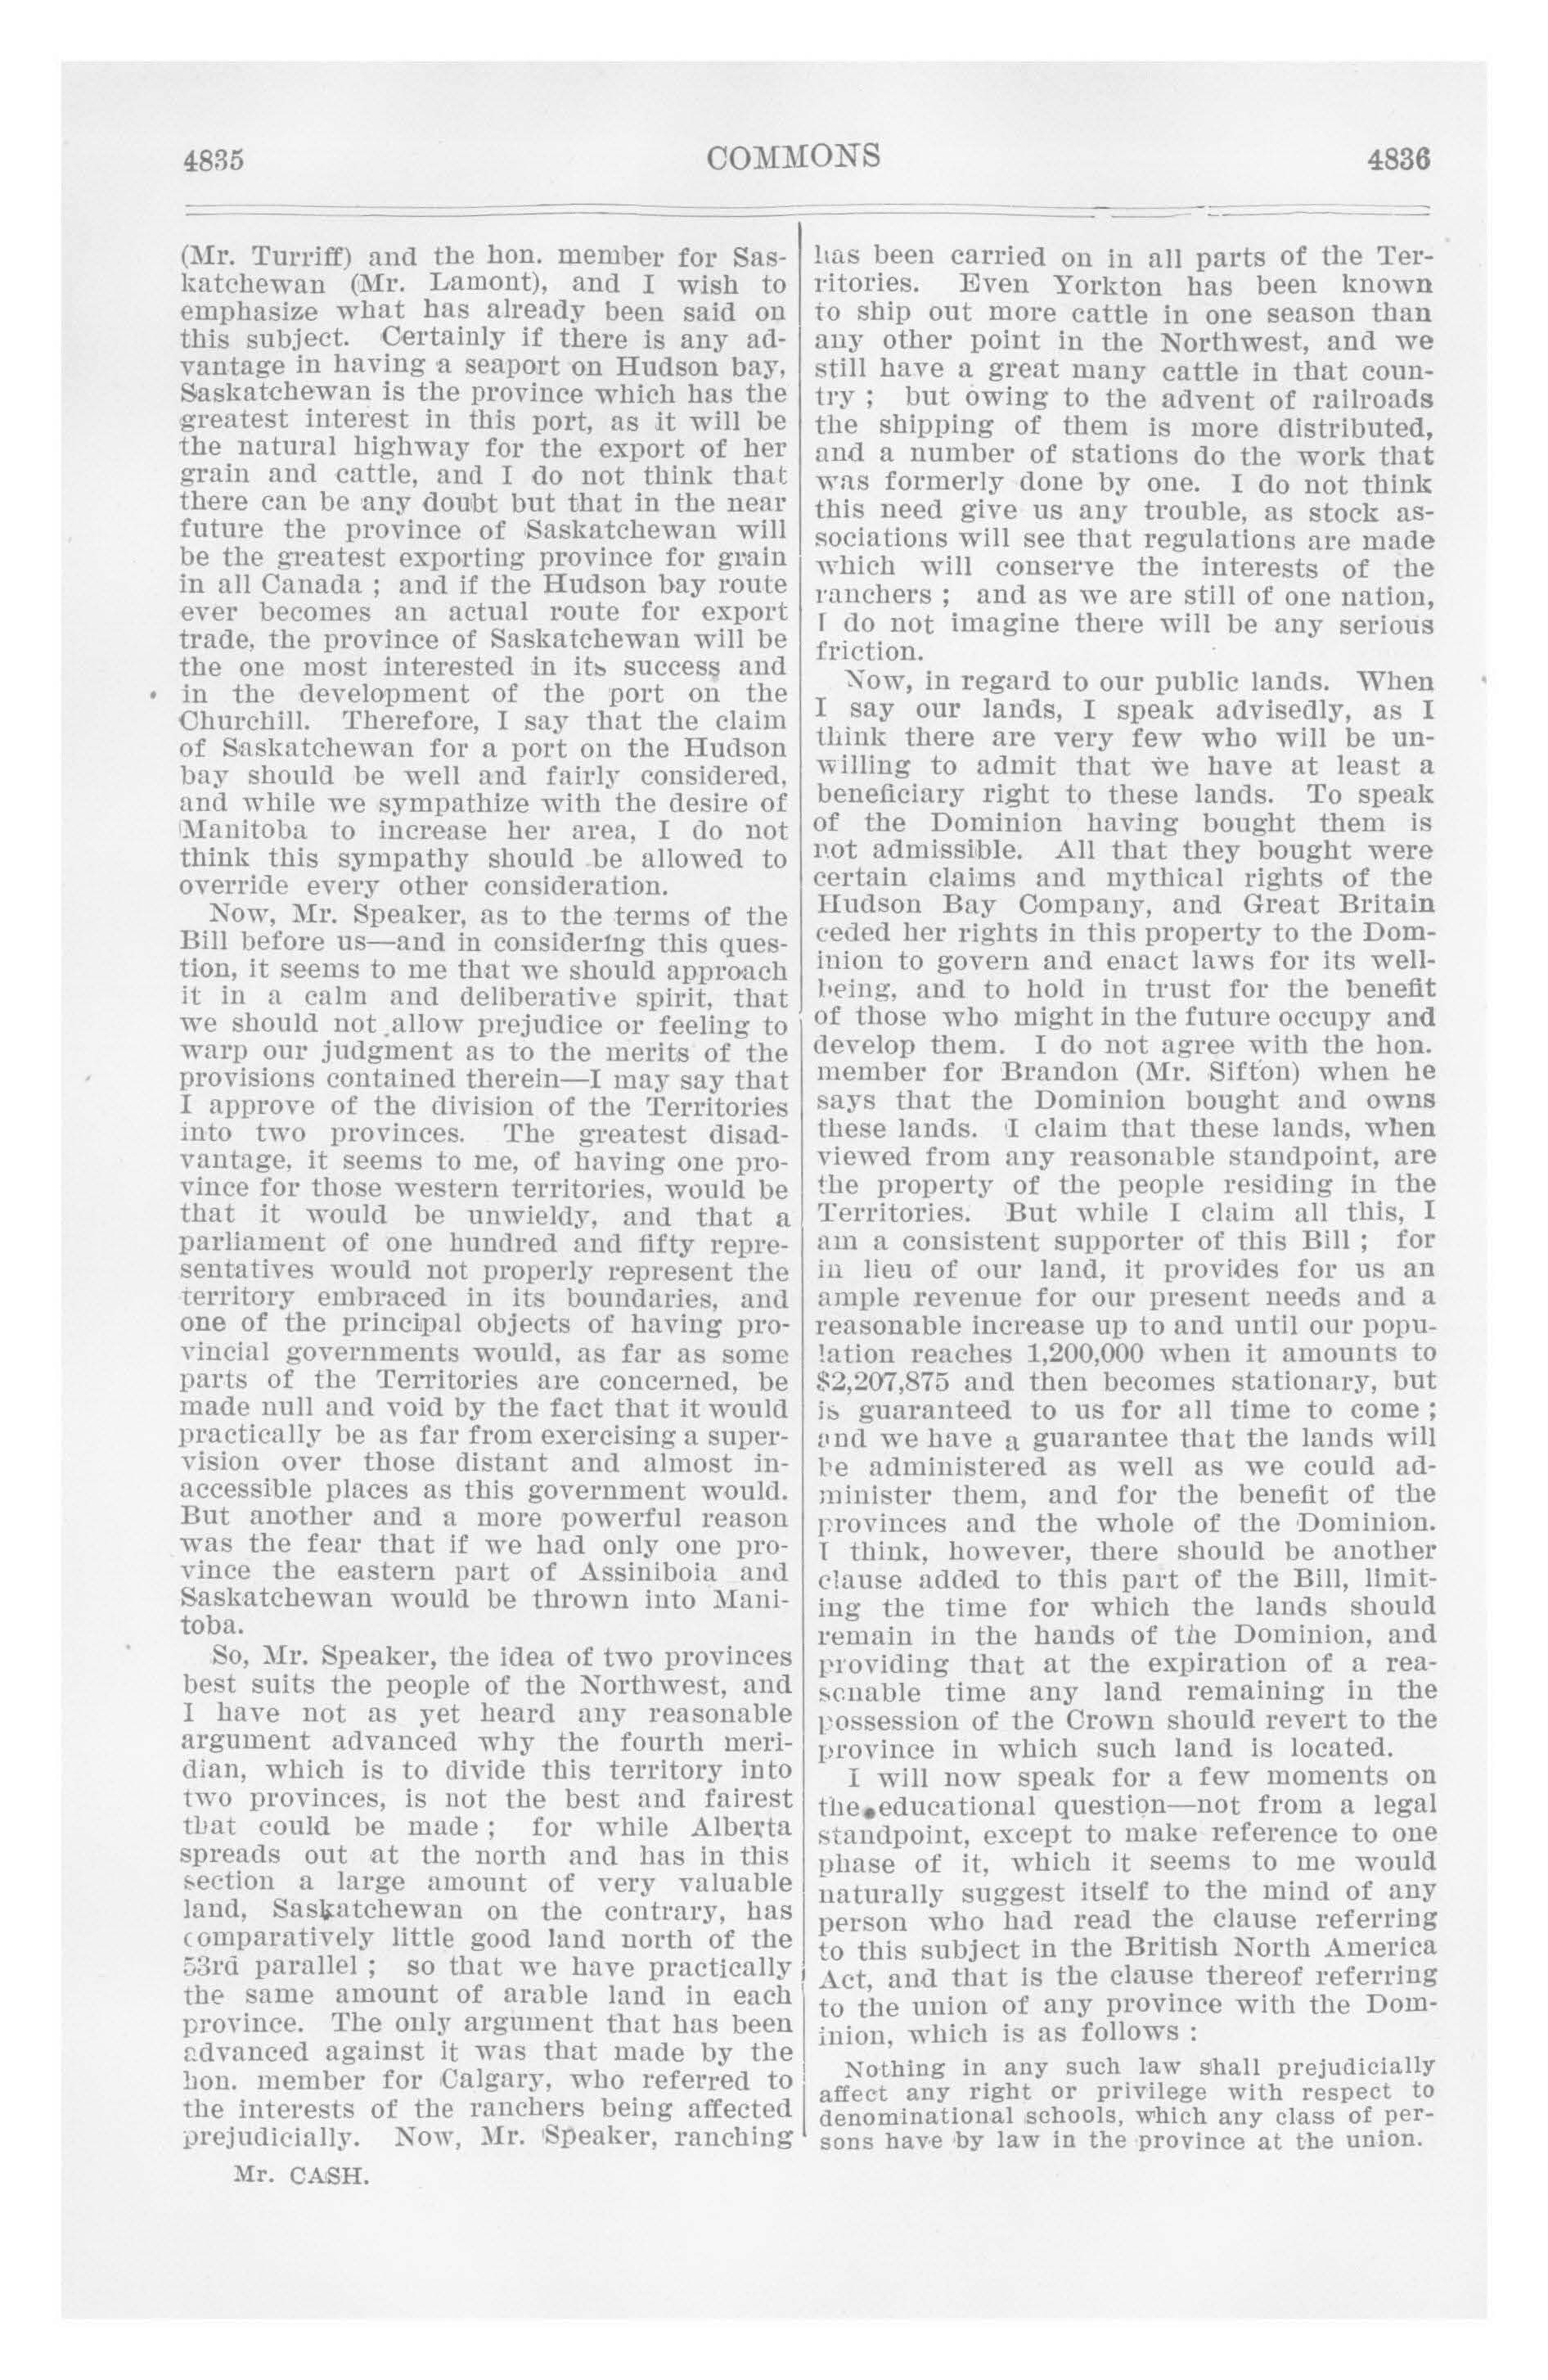 4835
COMMONS
4836
(Mr. Turriff) and the hon. member for Sas-
katchewan (Mr. Lamont), and I wish to
emphasize what has already been said on
this subject. Certainly if there is any ad-
vantage in having a seaport on Hudson bay,
Saskatchewan is the province which has the
greatest interest in this port, as it will be
the natural highway for the export of her
grain and cattle, and I do not think that
there can be any doubt but that in the near
future the province of Saskatchewan will
be the greatest exporting province for grain
in all Canada ; and if the Hudson bay route
ever becomes an actual route for export
trade, the province of Saskatchewan will be
the one most interested in its success and
in the development of the port on the
Churchill. Therefore, I say that the claim
of Saskatchewan for a port on the Hudson
bay should be well and fairly considered,
and while we sympathize with the desire of
Manitoba to increase her area, I do not
think this sympathy should be allowed to
override every other consideration.
Now, Mr. Speaker, as to the terms of the
Bill before us—and in considering this ques-
tion, it seems to me that we should approach
it in a calm and deliberative spirit, that
we should not allow prejudice or feeling to
warp our judgment as to the merits of the
provisions contained therein—I may say that
I approve of the division of the Territories
into two provinces. The greatest disad-
vantage, it seems to me, of having one pro-
vince for those western territories, would be
that it would be unwieldy, and that a
parliament of one hundred and fifty repre-
sentatives would not properly represent the
territory embraced in its boundaries, and
one of the principal objects of having pro-
vincial governments would, as far as some
parts of the Territories are concerned, be
made null and void by the fact that it would
practically be as far from exercising a super-
vision over those distant and almost in-
accessible places as this government would.
But another and a more powerful reason
was the fear that if we had only one pro-
vince the eastern part of Assiniboia and
Saskatchewan would be thrown into Mani-
toba.
So, Mr. Speaker, the idea of two provinces
best suits the people of the Northwest, and
I have not as yet heard any reasonable
argument advanced why the fourth meri-
dian, which is to divide this territory into
two provinces, is not the best and fairest
that could be made ; for while Alberta
spreads out at the north and has in this
section a large amount of very valuable
land, Saskatchewan on the contrary, has
comparatively little good land north of the
53rd parallel ; so that we have practically
the same amount of arable land in each
province. The only argument that has been
advanced against it was that made by the
hon. member for Calgary, who referred to
the interests of the ranchers being affected
prejudicially. Now, Mr. Speaker, ranching
Mr. CASH.
has been carried on in all parts of the Ter-
ritories. Even Yorkton has been known
to ship out more cattle in one season than
any other point in the Northwest, and we
still have a great many cattle in that coun-
try ; but owing to the advent of railroads
the shipping of them is more distributed,
and a number of stations do the work that
was formerly done by one. I do not think
this need give us any trouble, as stock as-
sociations will see that regulations are made
which will conserve the interests of the
ranchers ; and as we are still of one nation,
I do not imagine there will be any serious
friction.
Now, in regard to our public lands. When
I say our lands, I speak advisedly, as I
think there are very few who will be un-
willing to admit that we have at least a
beneficiary right to these lands. To speak
of the Dominion having bought them is
not admissible. All that they bought were
certain claims and mythical rights of the
Hudson Bay Company, and Great Britain
ceded her rights in this property to the Dom-
inion to govern and enact laws for its well-
being, and to hold in trust for the benefit
of those who might in the future occupy and
develop them. I do not agree with the hon.
member for Brandon (Mr. Sifton) when he
says that the Dominion bought and owns
these lands. I claim that these lands, when
viewed from any reasonable standpoint, are
the property of the people residing in the
Territories. But while I claim all this, I
am a consistent supporter of this Bill ; for
in lieu of our land, it provides for us an
ample revenue for our present needs and a
reasonable increase up to and until our popu-
lation reaches 1,200,000 when it amounts to
$2,207,875 and then becomes stationary, but
is guaranteed to us for all time to come ;
and we have a guarantee that the lands will
be administered as well as we could ad-
minister them, and for the benefit of the
provinces and the whole of the Dominion.
I think, however, there should be another
clause added to this part of the Bill, limit-
ing the time for which the lands should
remain in the hands of the Dominion, and
providing that at the expiration of a rea-
sonable time any land remaining in the
possession of the Crown should revert to the
province in which such land is located.
I will now speak for a few moments on
the educational question—not from a legal
standpoint, except to make reference to one
phase of it, which it seems to me would
naturally suggest itself to the mind of any
person who had read the clause referring
to this subject in the British North America
Act, and that is the clause thereof referring
to the union of any province with the Dom-
inion, which is as follows :
Nothing in any such law shall prejudicially
affect any right or privilege with respect to
denominational schools, which any class of per-
sons have by law in the province at the union.